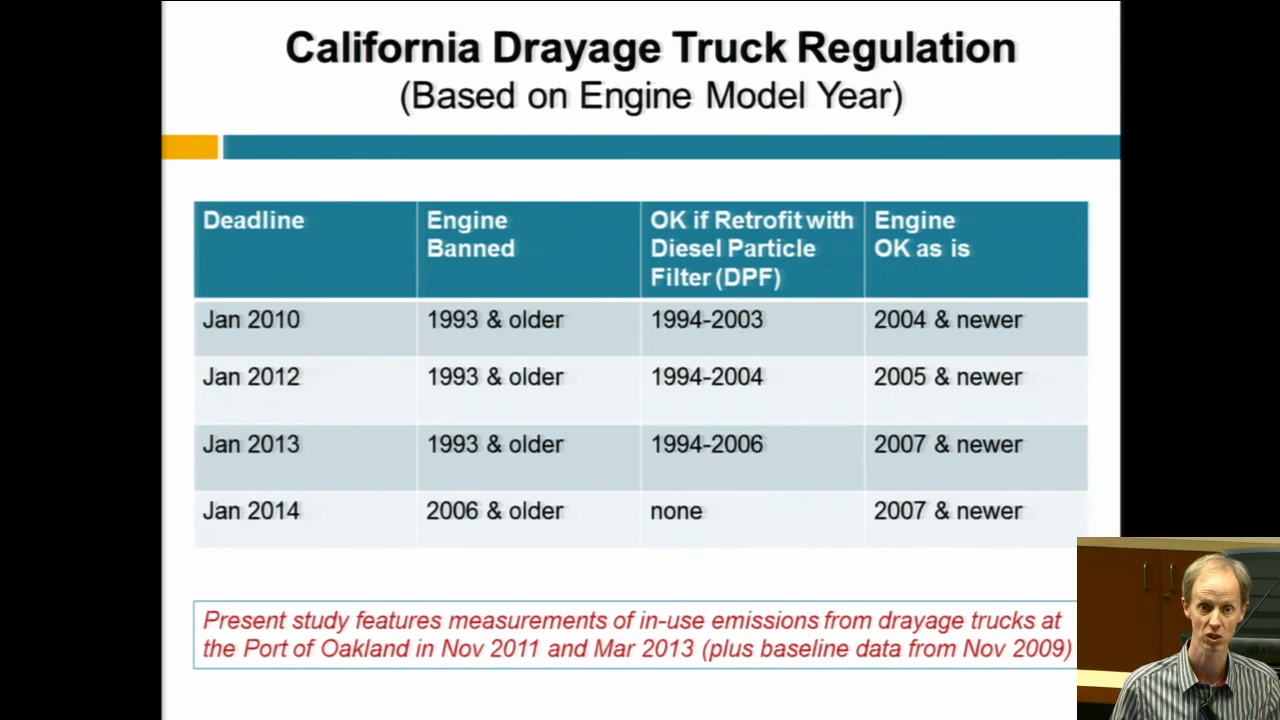 California Drayage Truck Regulation
(Based on Engine Model Year)
Deadline
Engine
Banned
OK if Retrofit with
Diesel Particle
Filter (DPF)
Engine
OK as is
Jan 2010 1993 & older 1994-2003 2004 & newer
Jan 2012 1993 & older 1994-2004 2005 & newer
Jan 2013 1993 & older 1994-2006 2007 & newer
Jan 2014 2006 & older none 2007 & newer
Present study features measurements of in-use emissions from drayage trucks at
the Port of Oakland in Nov 2011 and Mar 2013 (plus baseline data from Nov 2009)